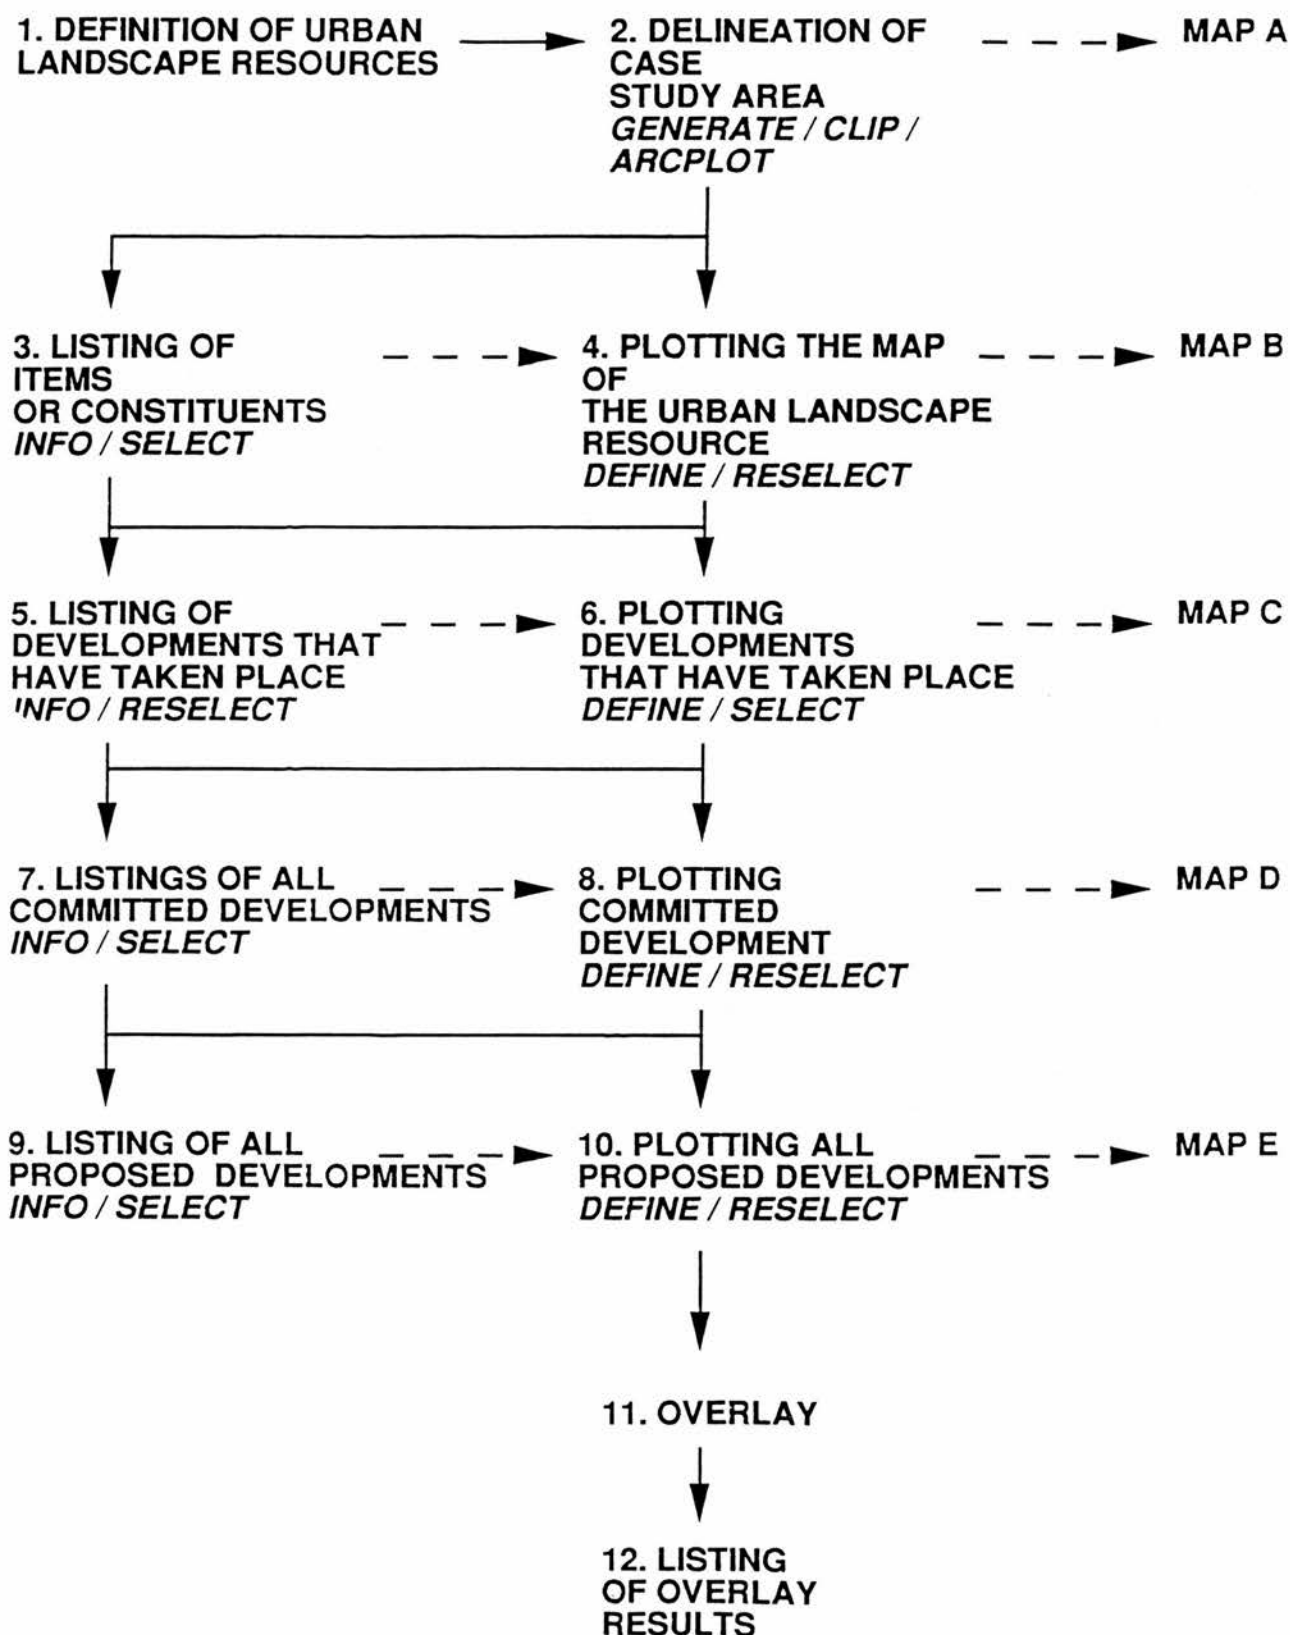 1. DEFINITION OF URBAN
LANDSCAPE RESOURCES
2. DELINEATION OF
CASE
STUDY AREA
GENERATE / CLIP /
ARCPLOT
MAP A
3. LISTING OF
ITEMS
OR CONSTITUENTS
INFO / SELECT
4. PLOTTING THE MAP
OF
THE URBAN LANDSCAPE
RESOURCE
DEFINE / RESELECT
MAP B
5. LISTING OF
DEVELOPMENTS THAT
HAVE TAKEN PLACE
'NFO / RESELECT
6. PLOTTING
DEVELOPMENTS
THAT HAVE TAKEN PLACE
DEFINE / SELECT
MAP C
7. LISTINGS OF ALL
COMMITTED DEVELOPMENTS
INFO / SELECT
8. PLOTTING
COMMITTED
DEVELOPMENT
DEFINE / RESELECT
MAP D
9. LISTING OF ALL
PROPOSED DEVELOPMENTS
INFO / SELECT
10. PLOTTING ALL
PROPOSED DEVELOPMENTS
DEFINE / RESELECT
MAP E
11. OVERLAY
12. LISTING
OF OVERLAY
RESULTS